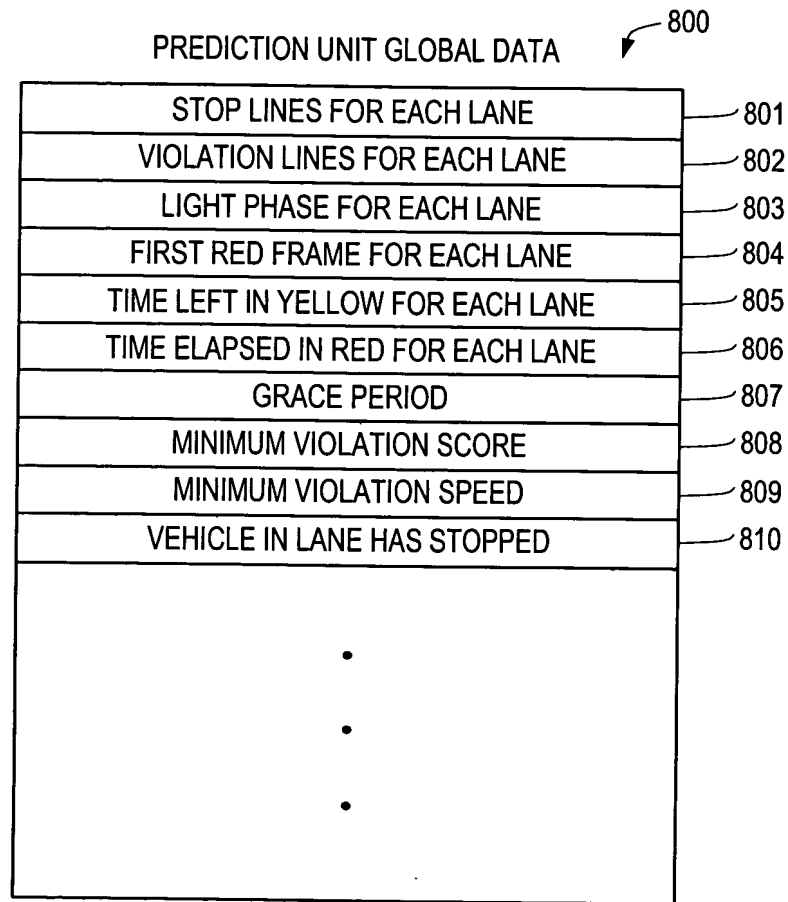 800
PREDICTION UNIT GLOBAL DATA
STOP LINES FOR EACH LANE 801
VIOLATION LINES FOR EACH LANE 802
LIGHT PHASE FOR EACH LANE 803
FIRST RED FRAME FOR EACH LANE 804
TIME LEFT IN YELLOW FOR EACH LANE 805
TIME ELAPSED IN RED FOR EACH LANE 806
GRACE PERIOD 807
MINIMUM VIOLATION SCORE 808
MINIMUM VIOLATION SPEED 809
VEHICLE IN LANE HAS STOPPED 810